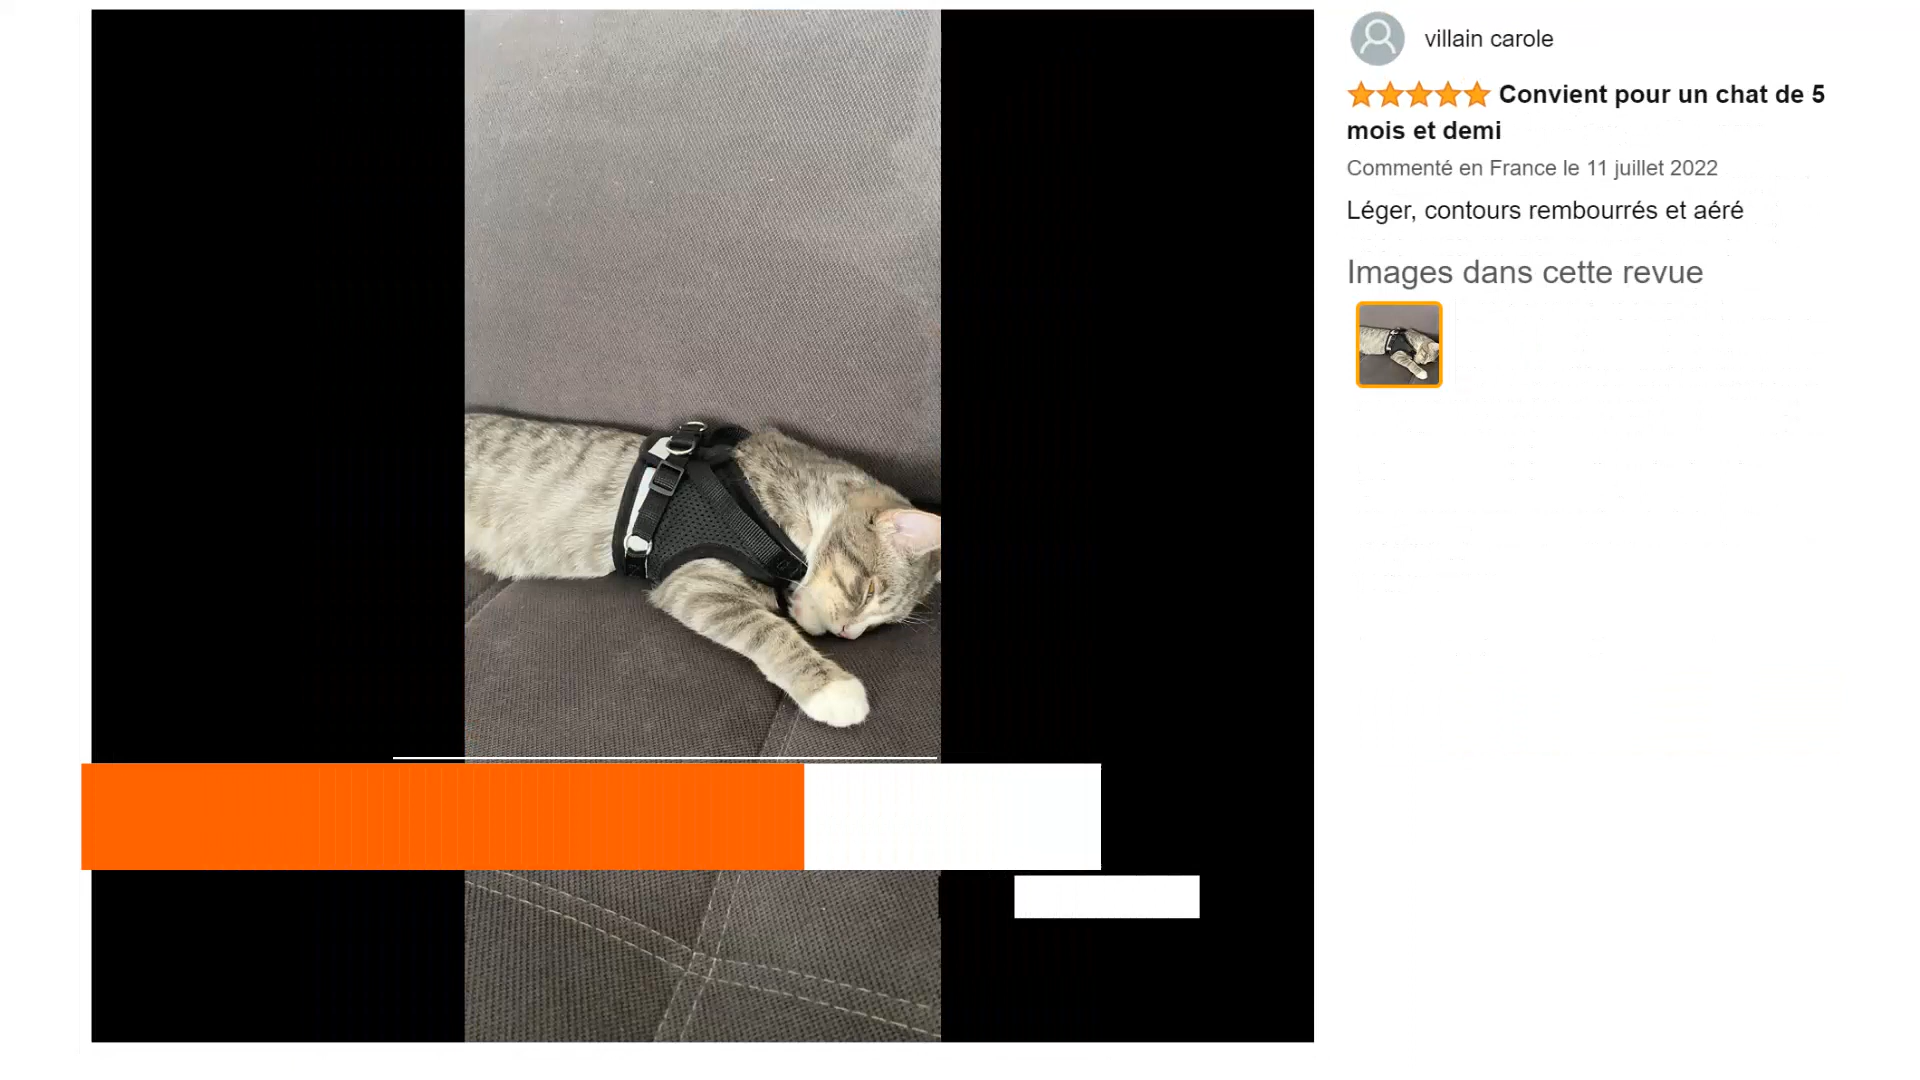 villain carole
Convient pour un chat de 5
mois et demi
Commenté en France le 11 juillet 2022
Léger, contours rembourrés et aéré
Images dans cette revue